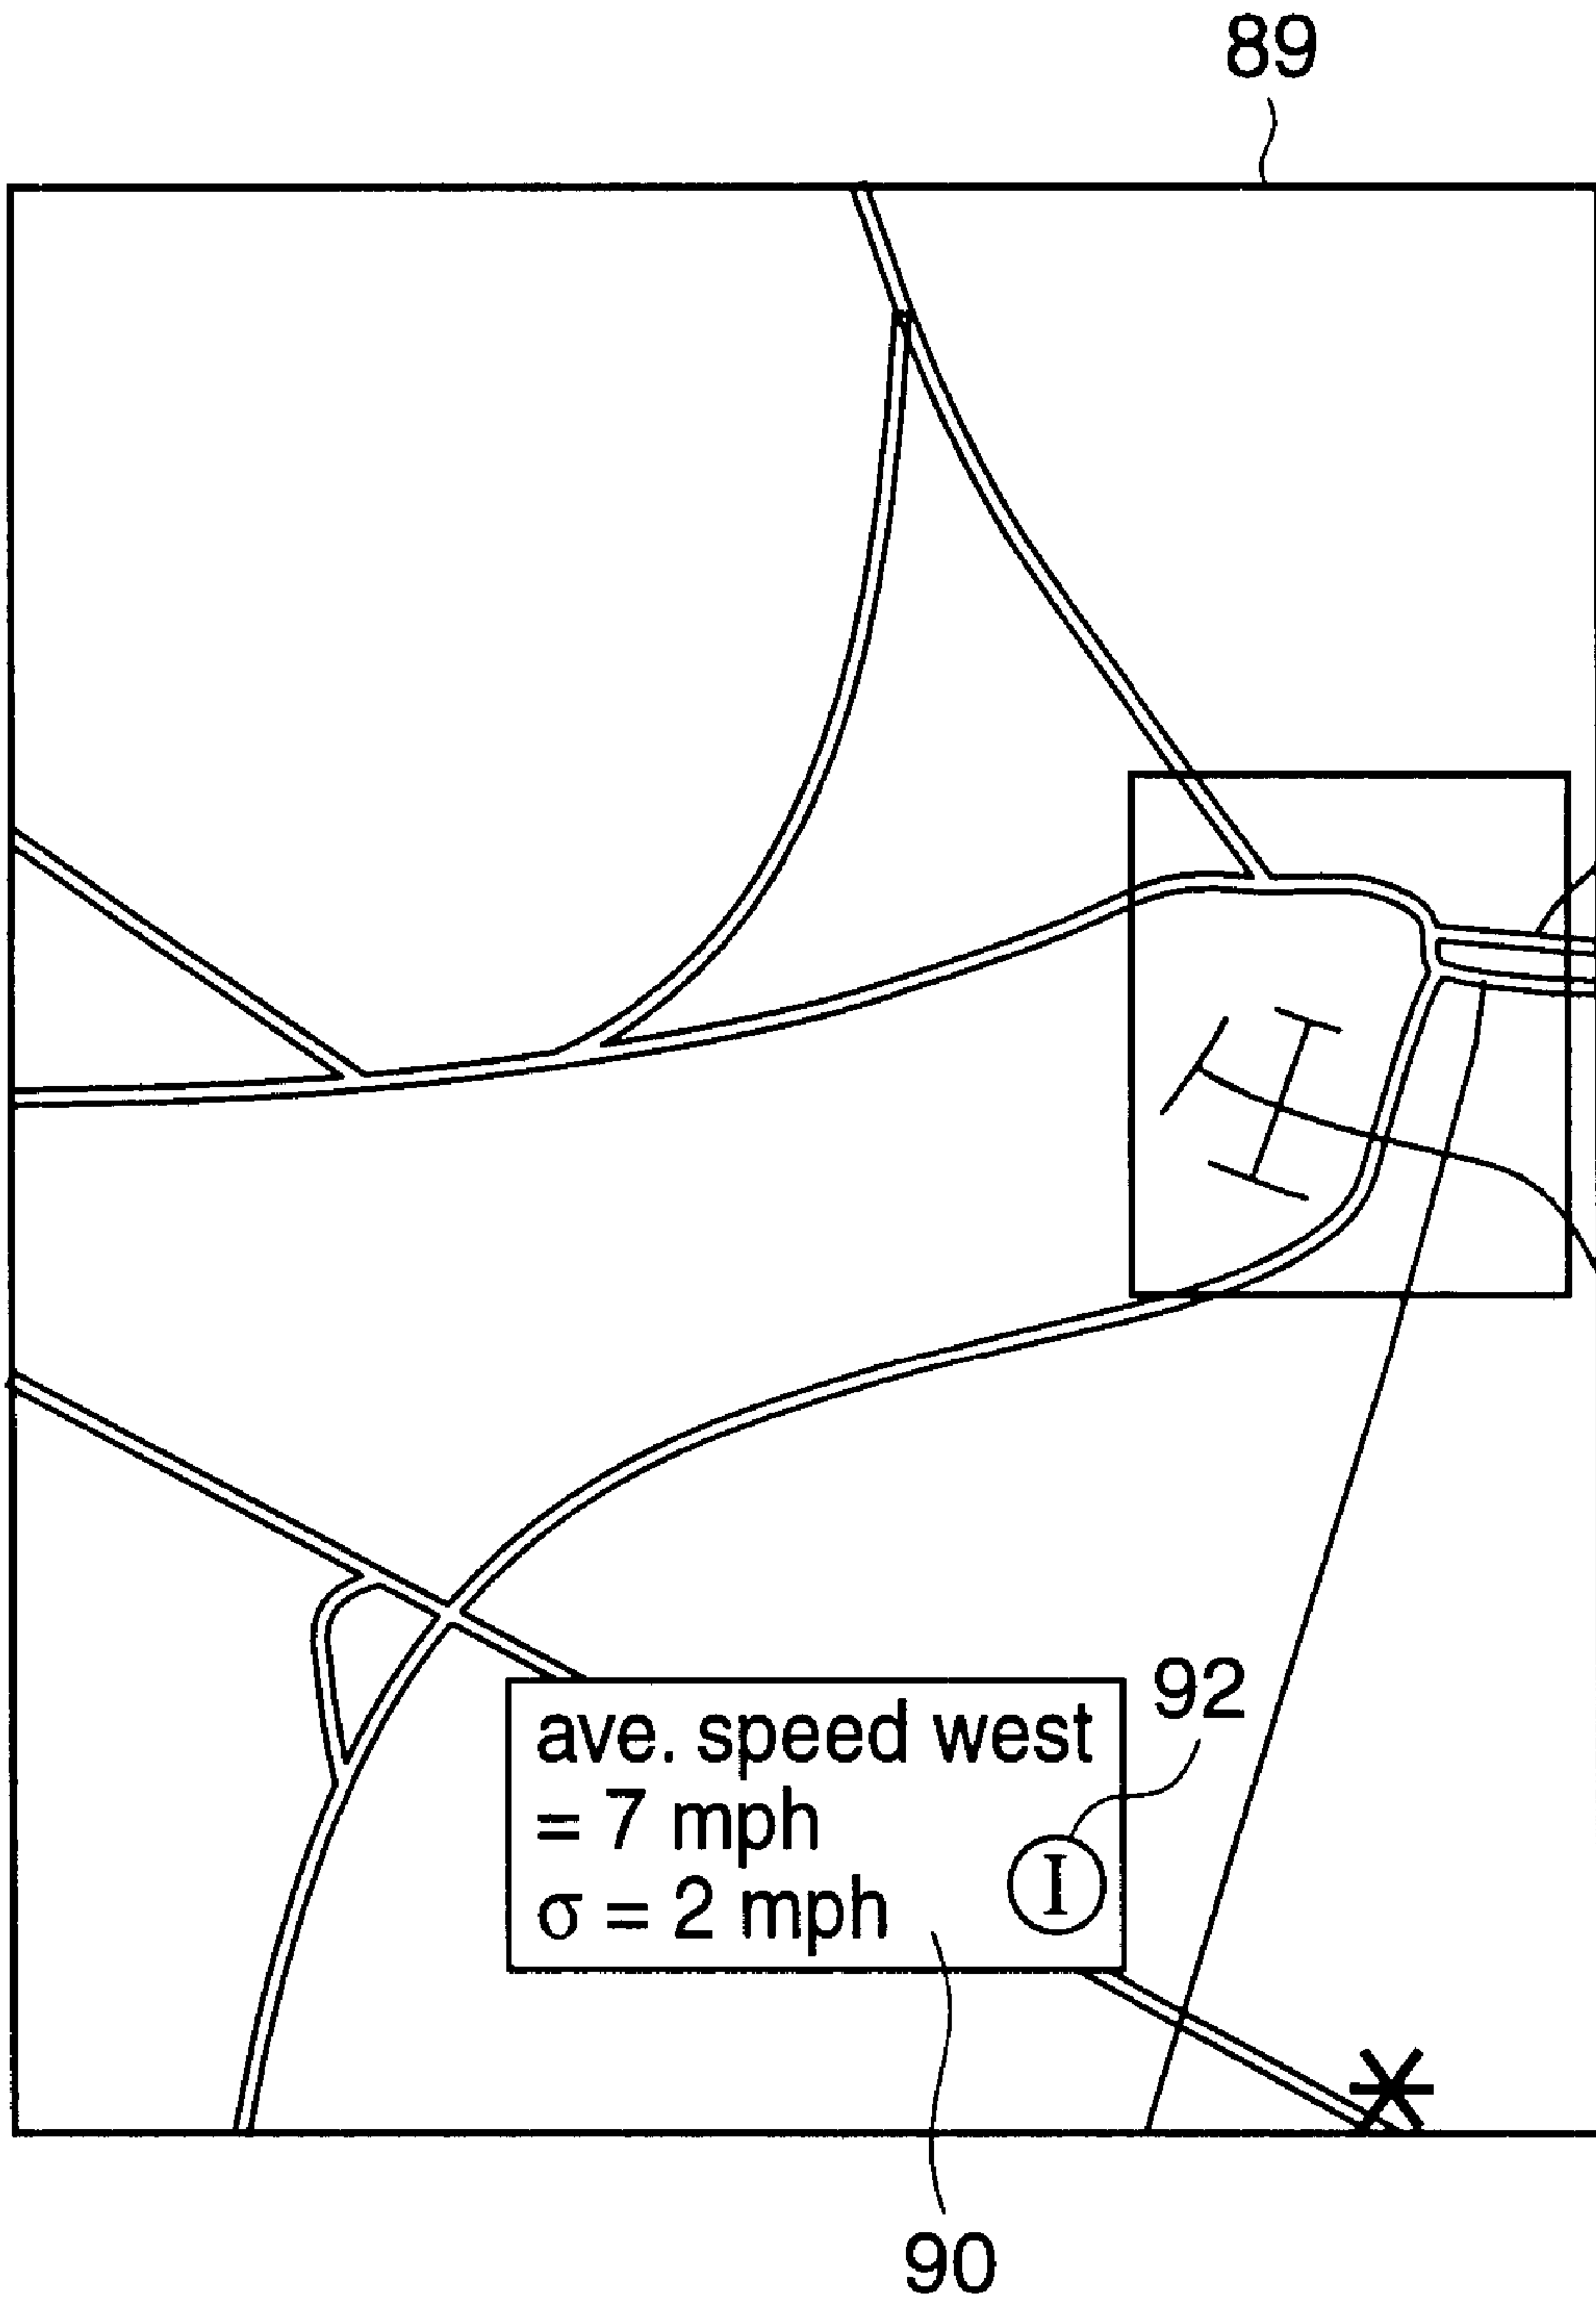 89
92
ave. speed west
= 7 mph
σ = 2 mph
I
90